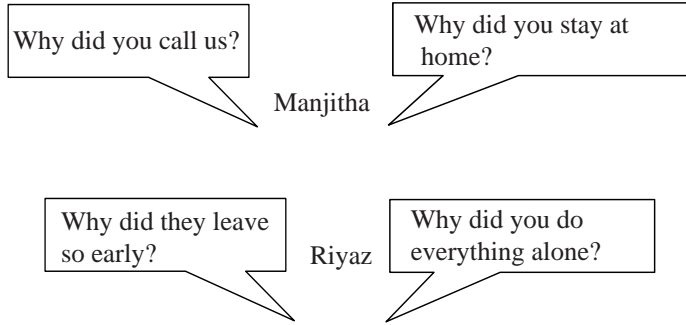 Why did you call us?
Why did you stay at
home?
Manjitha
Why did they leave
so early?
Riyaz
Why did you do
everything alone?